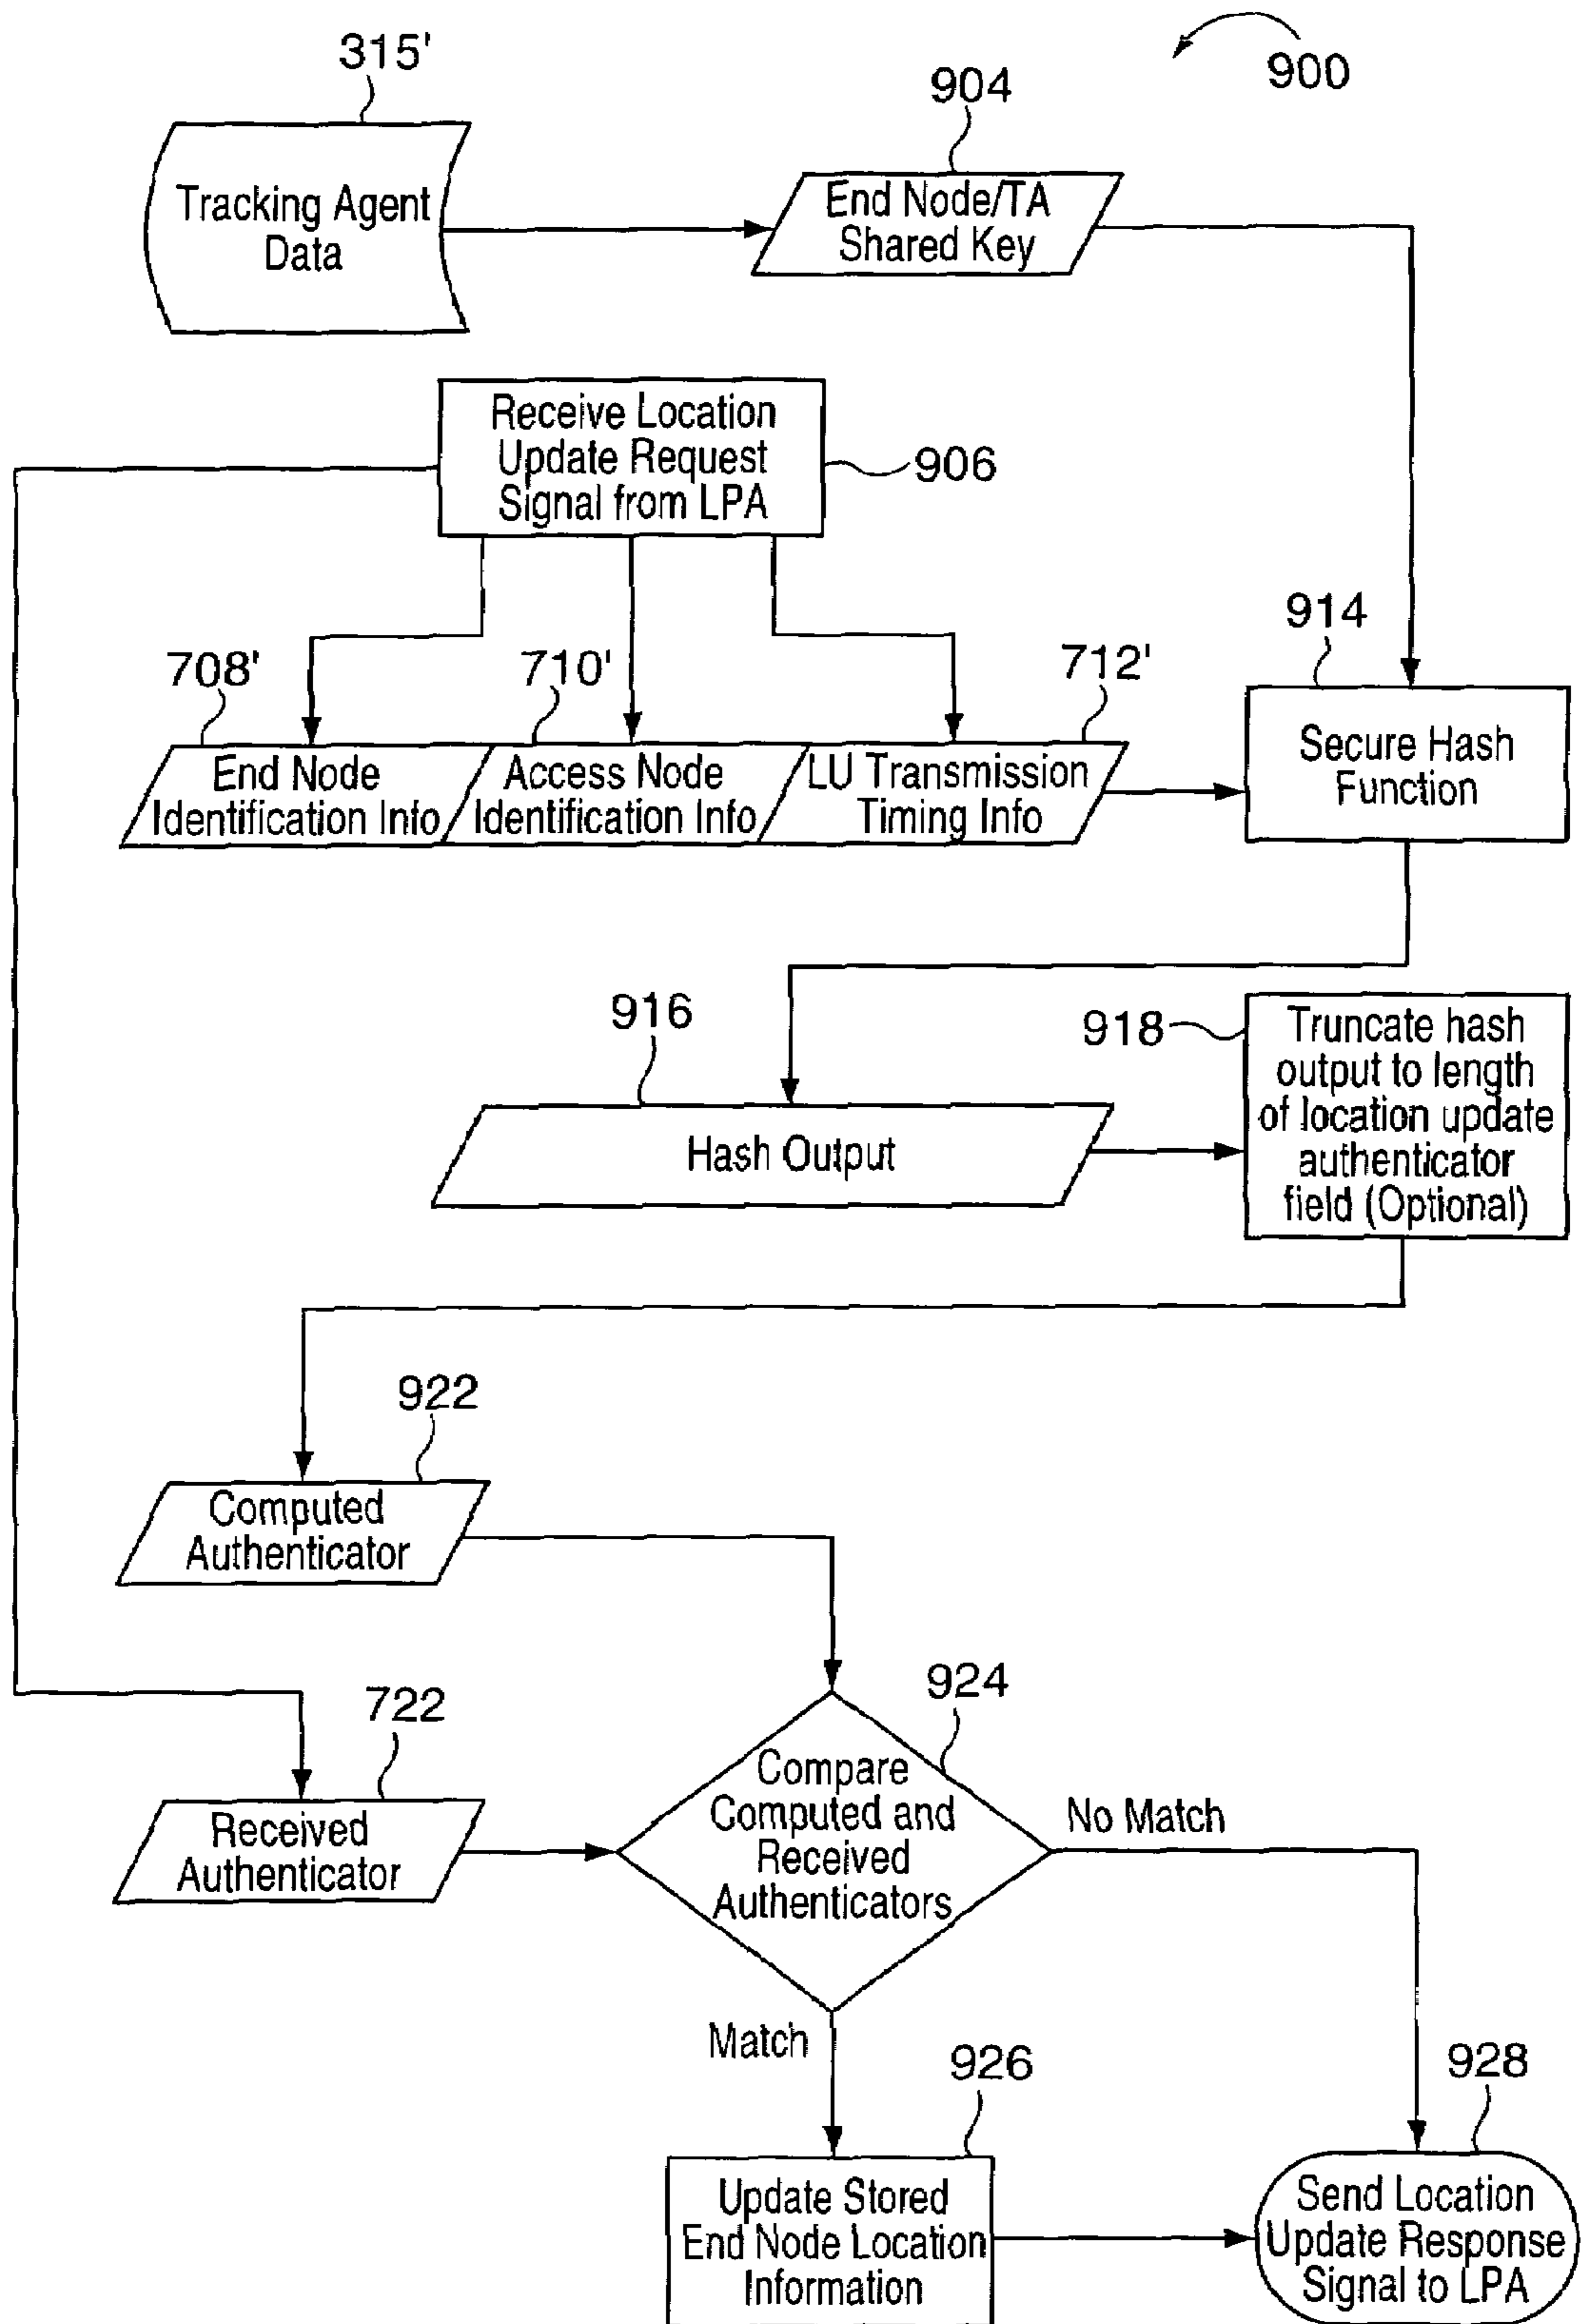 315'
900
904
Tracking Agent
Data
End Node/TA
Shared Key
Receive Location
Update Request
Signal from LPA
906
914
708'
710'
712'
End Node
Identification Info
Access Node
Identification Info
LU Transmission
Timing Info
Secure Hash
Function
916
918
Hash Output
Truncate hash
output to length
of location update
authenticator
field (Optional)
922
Computed
Authenticator
722
Received
Authenticator
924
Compare
Computed and
Received
Authenticators
No Match
Match
926
928
Update Stored
End Node Location
Information
Send Location
Update Response
Signal to LPA